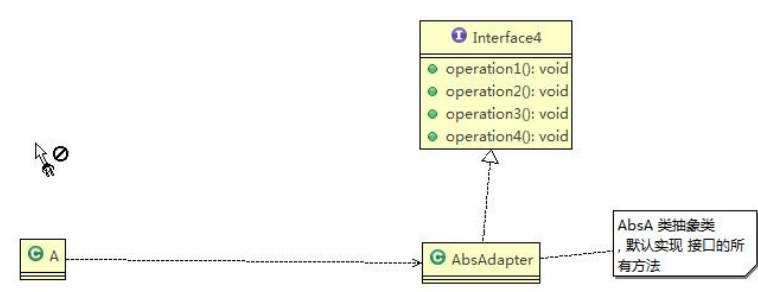 Interface4
operation1(): void
operation2(): void
operation3(): void
operation4(): void
A
AbsAdapter
AbsA 类抽象类
, 默认实现 接口的所
有方法